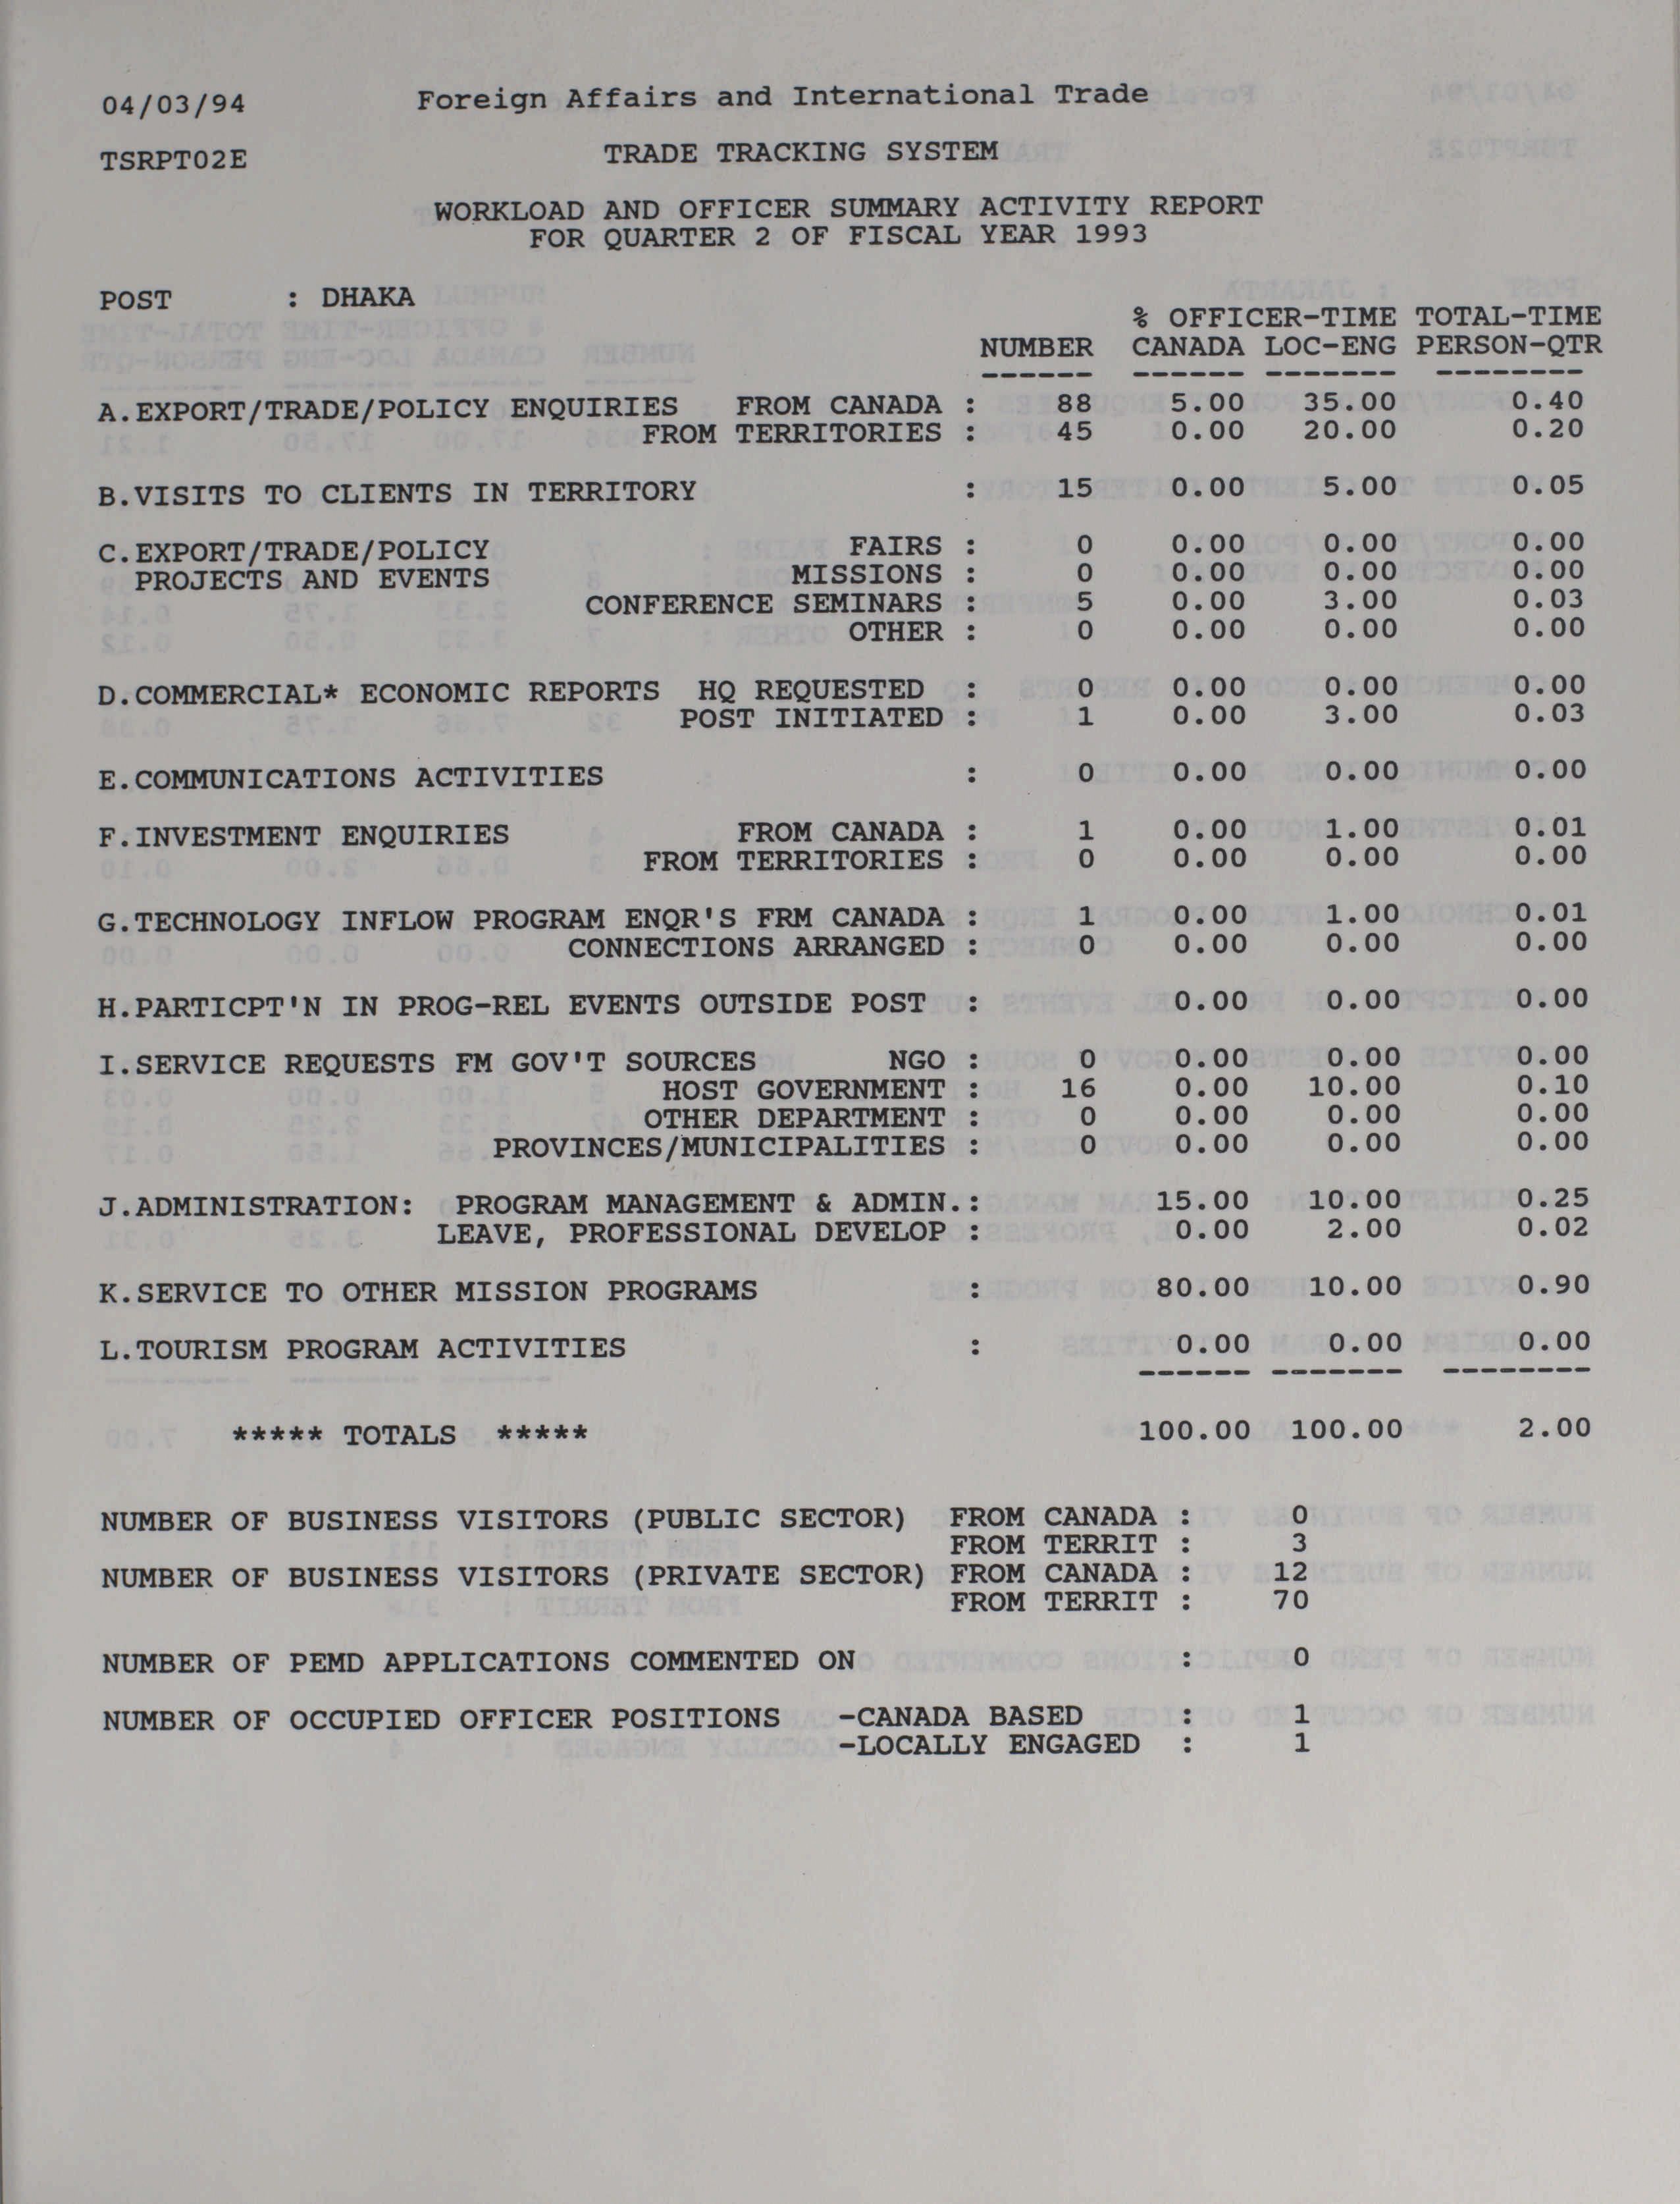 04/03/94 Foreign Affairs and International Trade
TSRPT02E TRADE TRACKING SYSTEM
WORKLOAD AND OFFICER SUMMARY ACTIVITY REPORT
FOR QUARTER 2 OF FISCAL YEAR 1993
POST : DHAKA
% OFFICER-TIME TOTAL-TIME
NUMBER CANADA LOC-ENG PERSON-QTR
------ ------ ------- --------
A.EXPORT/TRADE/POLICY ENQUIRIES FROM CANADA : 88 5.00 35.00 0.40
FROM TERRITORIES : 45 0.00 20.00 0.20
B.VISITS TO CLIENTS IN TERRITORY : 15 0.00 5.00 0.05
C.EXPORT/TRADE/POLICY FAIRS : 0 0.00 0.00 0.00
PROJECTS AND EVENTS MISSIONS : 0 0.00 0.00 0.00
CONFERENCE SEMINARS : 5 0.00 3.00 0.03
OTHER : 0 0.00 0.00 0.00
D.COMMERCIAL* ECONOMIC REPORTS HQ REQUESTED : 0 0.00 0.00 0.00
POST INITIATED : 1 0.00 3.00 0.03
E.COMMUNICATIONS ACTIVITIES : 0 0.00 0.00 0.00
F.INVESTMENT ENQUIRIES FROM CANADA : 1 0.00 1.00 0.01
FROM TERRITORIES : 0 0.00 0.00 0.00
G.TECHNOLOGY INFLOW PROGRAM ENQR'S FRM CANADA : 1 0.00 1.00 0.01
CONNECTIONS ARRANGED : 0 0.00 0.00 0.00
H.PARTICPT'N IN PROG-REL EVENTS OUTSIDE POST : 0.00 0.00 0.00
I.SERVICE REQUESTS FM GOV'T SOURCES NGO : 0 0.00 0.00 0.00
HOST GOVERNMENT : 16 0.00 10.00 0.10
OTHER DEPARTMENT : 0 0.00 0.00 0.00
PROVINCES/MUNICIPALITIES : 0 0.00 0.00 0.00
J.ADMINISTRATION: PROGRAM MANAGEMENT & ADMIN.: 15.00 10.00 0.25
LEAVE, PROFESSIONAL DEVELOP : 0.00 2.00 0.02
K.SERVICE TO OTHER MISSION PROGRAMS : 80.00 10.00 0.90
L.TOURISM PROGRAM ACTIVITIES : 0.00 0.00 0.00
------ ------- --------
***** TOTALS ***** 100.00 100.00 2.00
NUMBER OF BUSINESS VISITORS (PUBLIC SECTOR) FROM CANADA : 0
FROM TERRIT : 3
NUMBER OF BUSINESS VISITORS (PRIVATE SECTOR) FROM CANADA : 12
FROM TERRIT : 70
NUMBER OF PEMD APPLICATIONS COMMENTED ON : 0
NUMBER OF OCCUPIED OFFICER POSITIONS -CANADA BASED : 1
-LOCALLY ENGAGED : 1